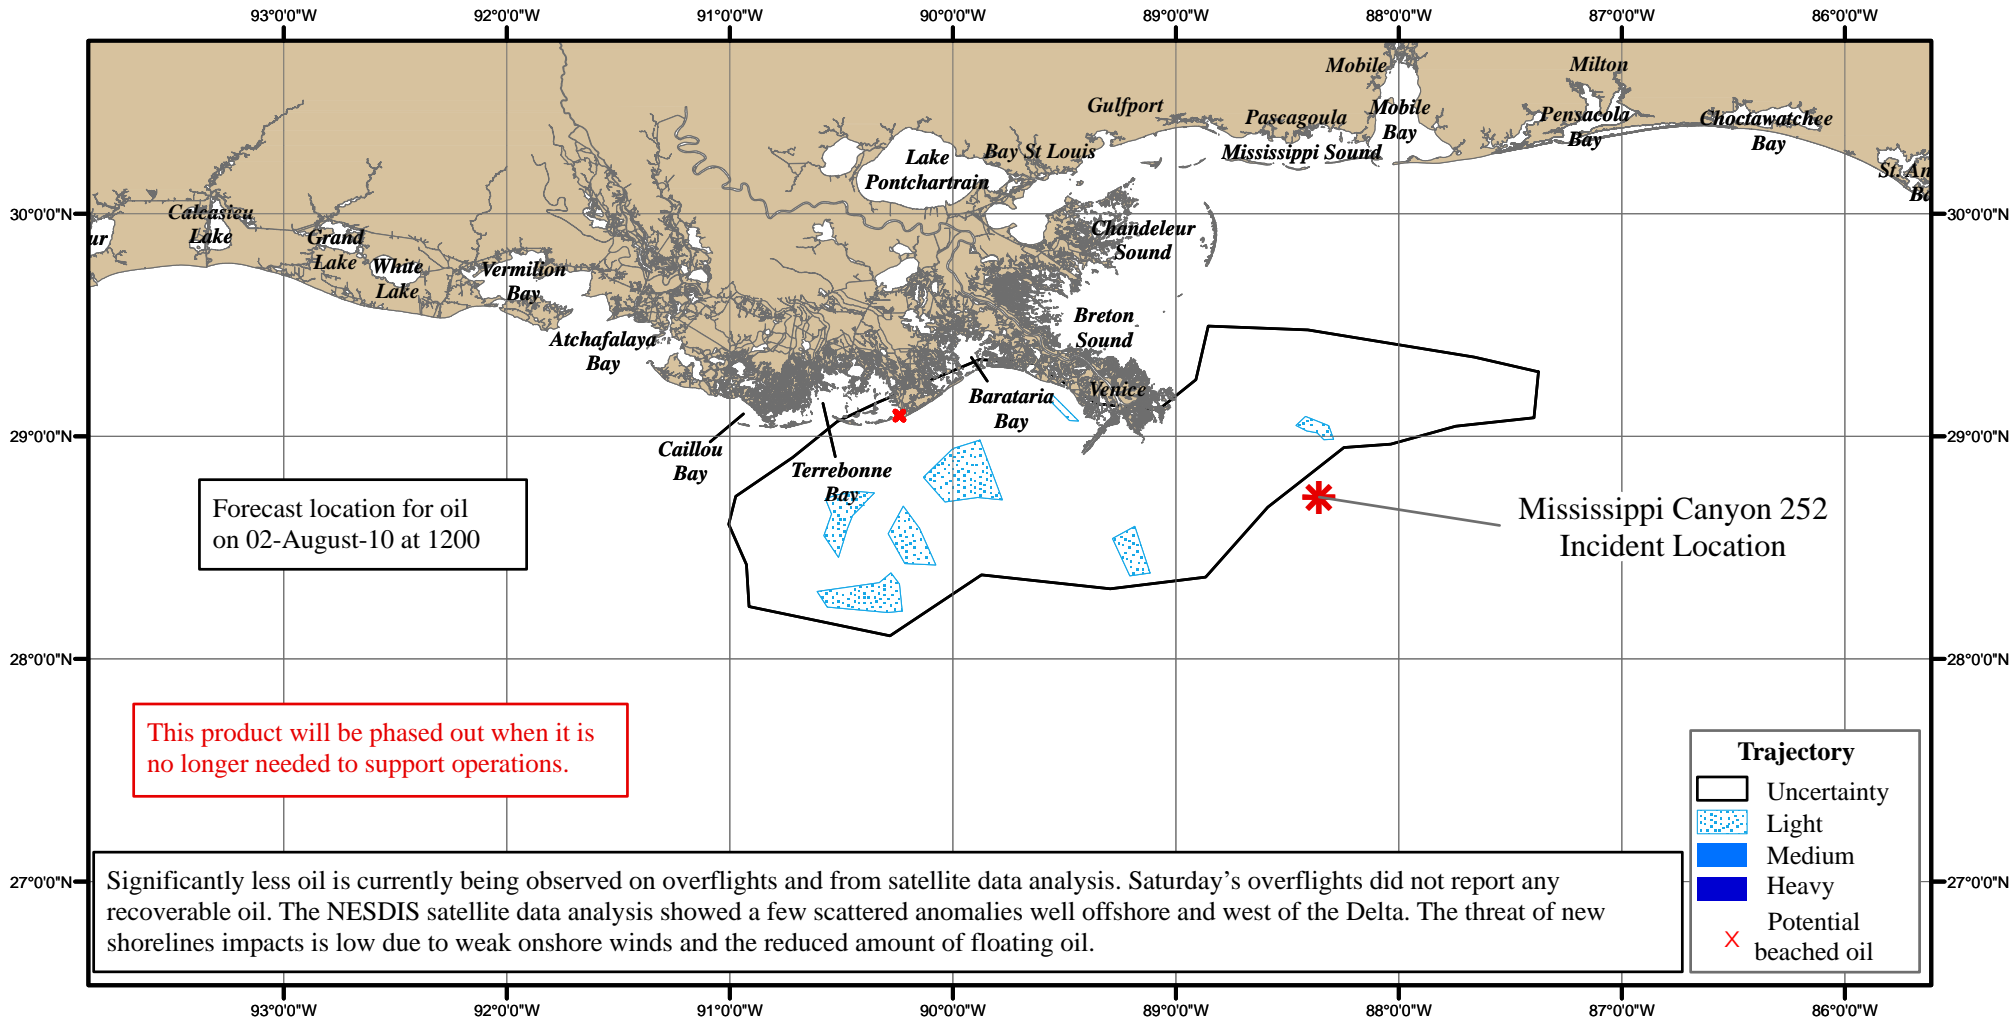 93°0'0"W 92°0'0"W 91°0'0"W 90°0'0"W 89°0'0"W 88°0'0"W 87°0'0"W 86°0'0"W
Mobile
Milton
Gulfport
Pascagoula
Mobile
Bay
Pensacola
Bay
Choctawatchee
Bay
Lake
Pontchartrain
Bay St Louis
Mississippi Sound
St. An
Ba
30°0'0"N
30°0'0"N
Calcasieu
Lake
ur
Grand
Lake
White
Lake
Vermilion
Bay
Chandeleur
Sound
Atchafalaya
Bay
Breton
Sound
Venice
Barataria
Bay
29°0'0"N
29°0'0"N
Caillou
Bay
Terrebonne
Bay
Forecast location for oil
on 02-August-10 at 1200
Mississippi Canyon 252
Incident Location
28°0'0"N
28°0'0"N
This product will be phased out when it is
no longer needed to support operations.
Trajectory
Uncertainty
Light
Medium
Heavy
Potential
beached oil
27°0'0"N
27°0'0"N
Significantly less oil is currently being observed on overflights and from satellite data analysis. Saturday’s overflights did not report any
recoverable oil. The NESDIS satellite data analysis showed a few scattered anomalies well offshore and west of the Delta. The threat of new
shorelines impacts is low due to weak onshore winds and the reduced amount of floating oil.
93°0'0"W 92°0'0"W 91°0'0"W 90°0'0"W 89°0'0"W 88°0'0"W 87°0'0"W 86°0'0"W